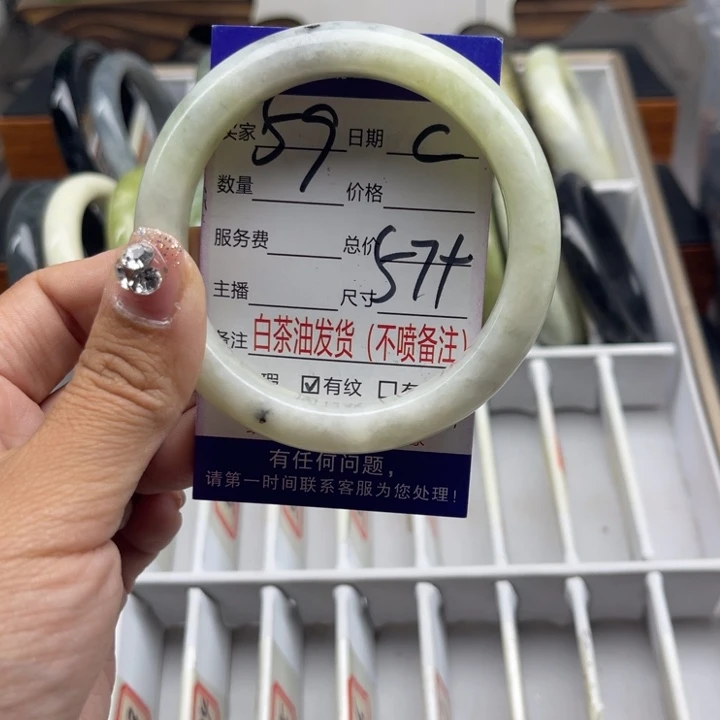 家 59 日期 C
数量 价格
服务费 总价
主播 尺寸 57+
备注 白茶油发货（不喷备注）
瑕 ☑有纹 ☐有
有任何问题，
请第一时间联系客服为您处理！